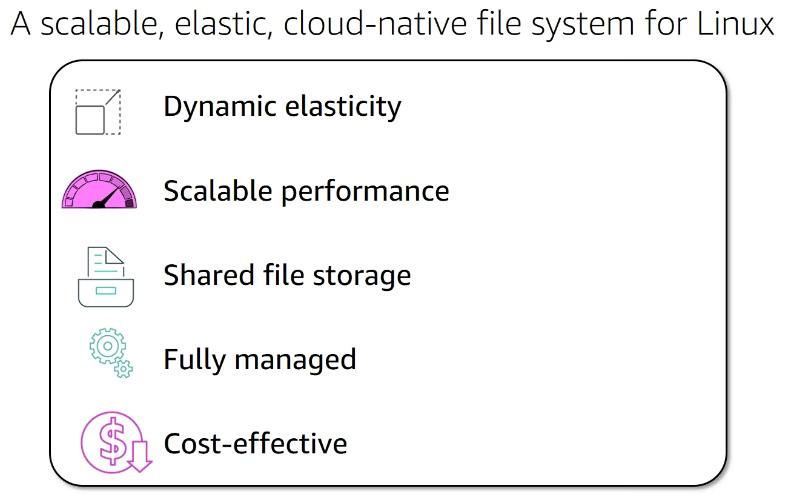 A scalable, elastic, cloud-native file system for Linux
Dynamic elasticity
Scalable performance
Shared file storage
Fully managed
$
Cost-effective